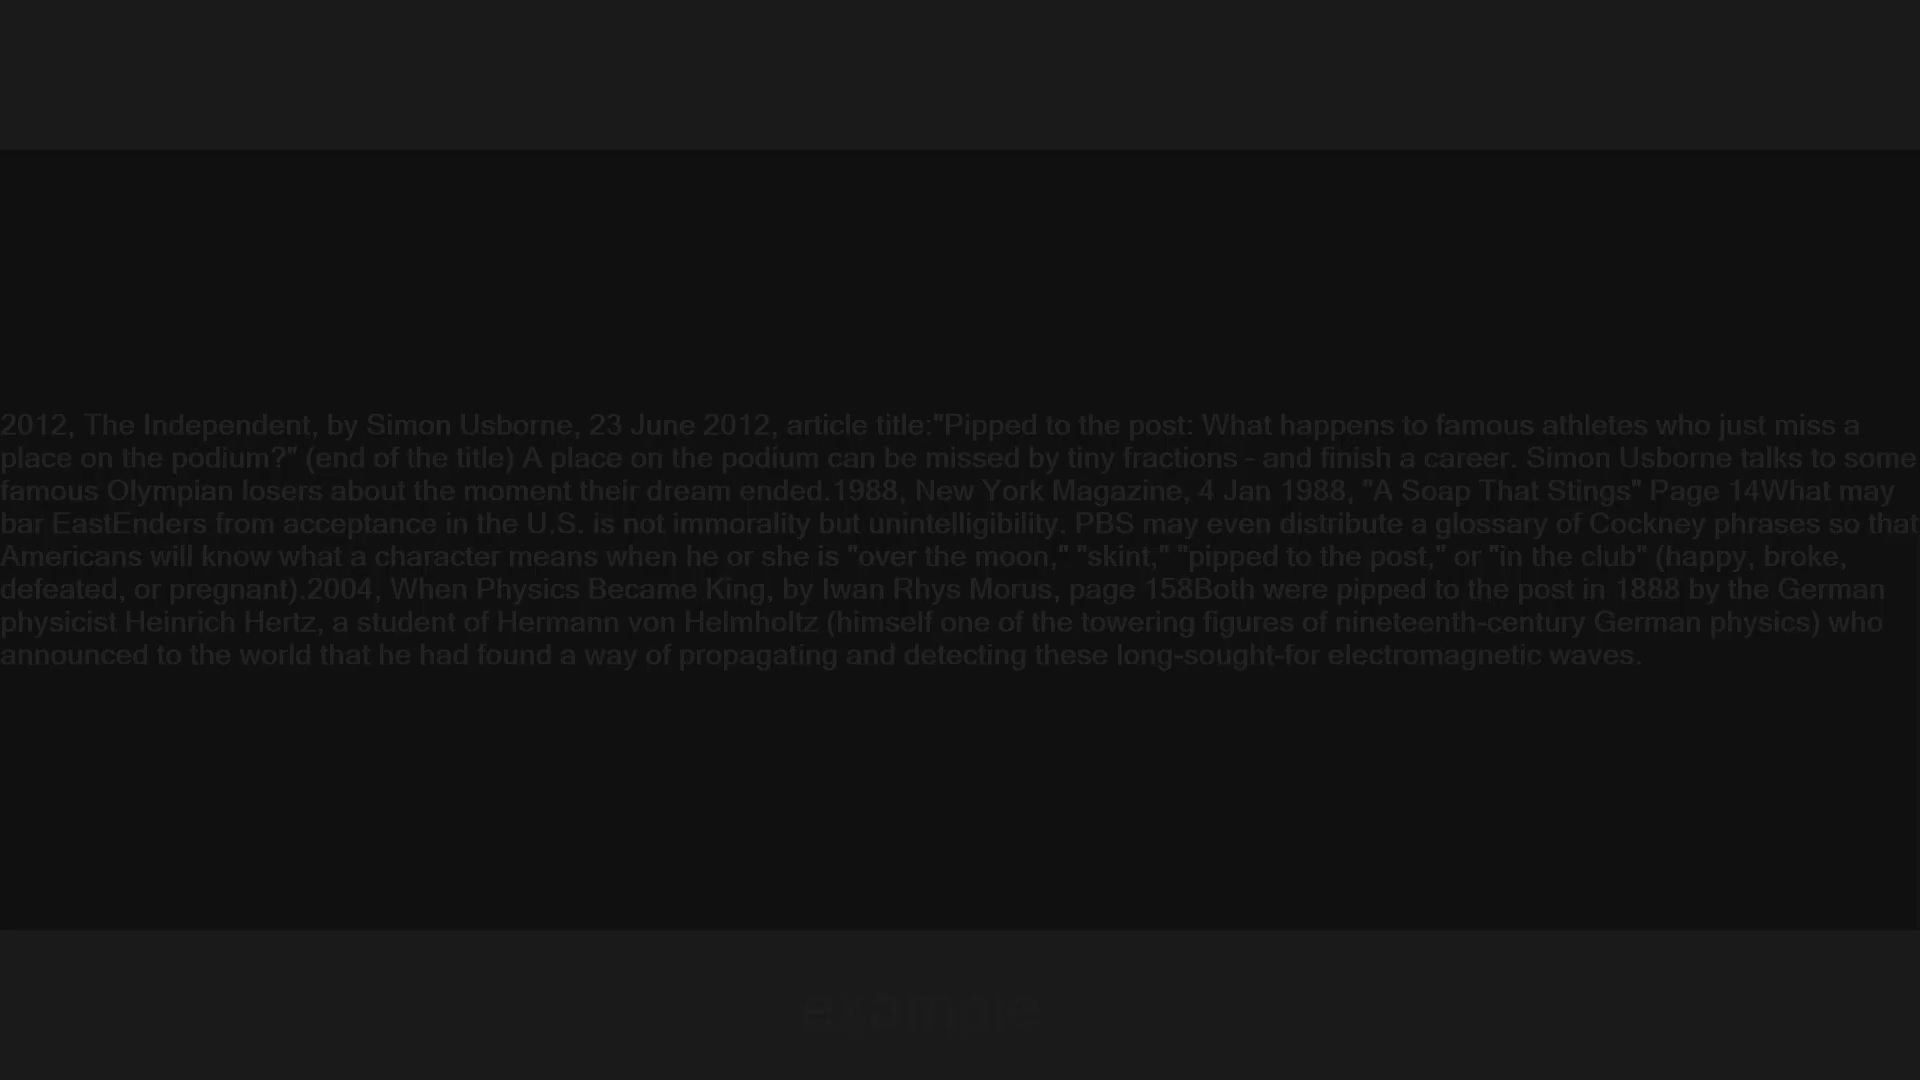 2012, The Independent, by Simon Usborne, 23 June 2012, article title:"Pipped to the post: What happens to famous athletes who just miss a
place on the podium?" (end of the title) A place on the podium can be missed by tiny fractions - and finish a career. Simon Usborne talks to some
famous Olympian losers about the moment their dream ended.1988, New York Magazine, 4 Jan 1988, "A Soap That Stings" Page 14What may
bar EastEnders from acceptance in the U.S. is not immorality but unintelligibility. PBS may even distribute a glossary of Cockney phrases so that
Americans will know what a character means when he or she is "over the moon," "skint," "pipped to the post," or "in the club" (happy, broke,
defeated, or pregnant).2004, When Physics Became King, by Iwan Rhys Morus, page 158Both were pipped to the post in 1888 by the German
physicist Heinrich Hertz, a student of Hermann von Helmholtz (himself one of the towering figures of nineteenth-century German physics) who
announced to the world that he had found a way of propagating and detecting these long-sought-for electromagnetic waves.
example